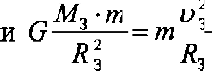 и G M_З · m / R_З^2 = m υ_З^2 / R_З